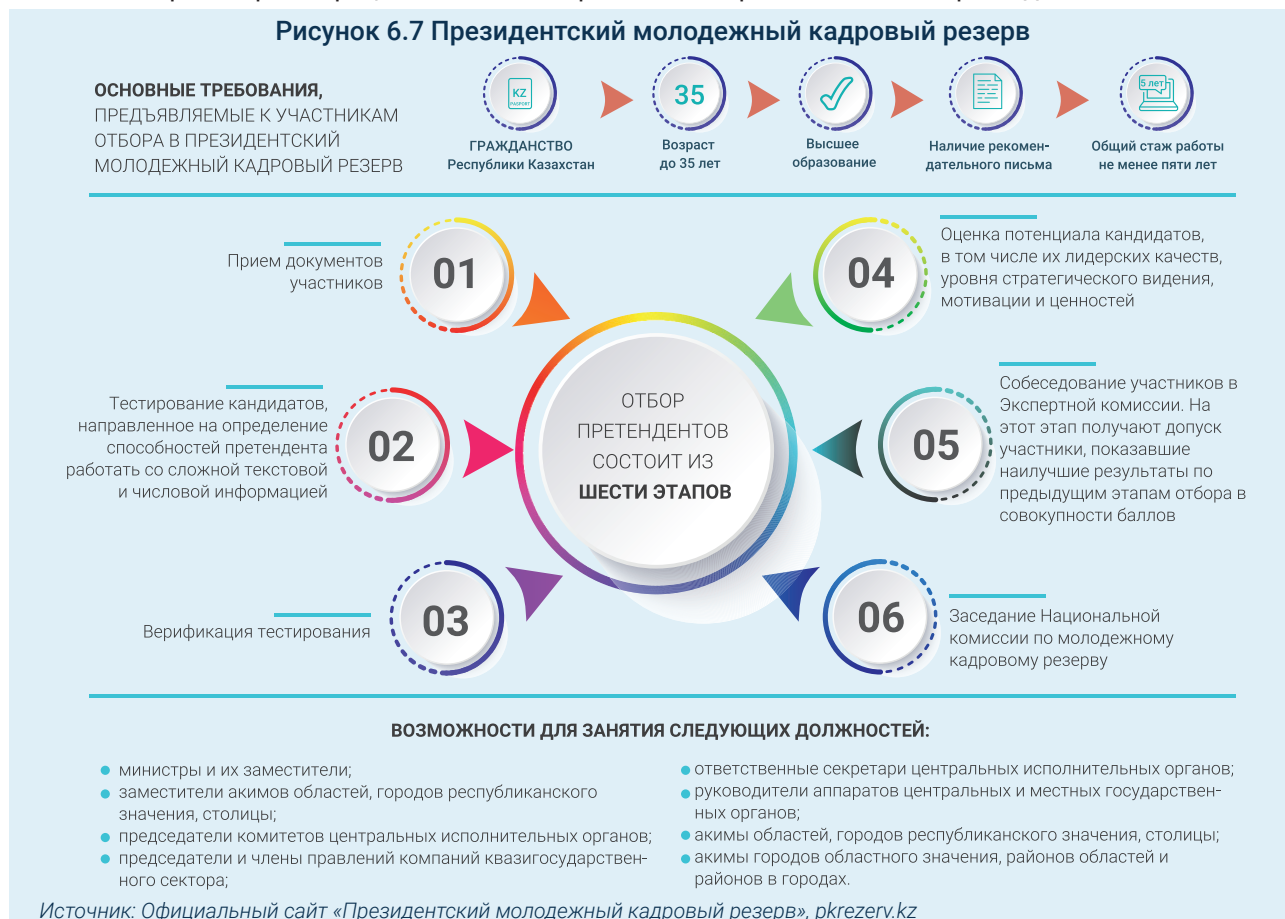 Рисунок 6.7 Президентский молодежный кадровый резерв
ОСНОВНЫЕ ТРЕБОВАНИЯ,
ПРЕДЪЯВЛЯЕМЫЕ К УЧАСТНИКАМ
ОТБОРА В ПРЕЗИДЕНТСКИЙ
МОЛОДЕЖНЫЙ КАДРОВЫЙ РЕЗЕРВ
KZ
PASSPORT
ГРАЖДАНСТВО
Республики Казахстан
35
Возраст
до 35 лет
Высшее
образование
Наличие рекомен-
дательного письма
5 лет
Общий стаж работы
не менее пяти лет
01
Прием документов
участников
02
Тестирование кандидатов,
направленное на определение
способностей претендента
работать со сложной текстовой
и числовой информацией
03
Верификация тестирования
ОТБОР
ПРЕТЕНДЕНТОВ
СОСТОИТ ИЗ
ШЕСТИ ЭТАПОВ
04
Оценка потенциала кандидатов,
в том числе их лидерских качеств,
уровня стратегического видения,
мотивации и ценностей
05
Собеседование участников в
Экспертной комиссии. На
этот этап получают допуск
участники, показавшие
наилучшие результаты по
предыдущим этапам отбора в
совокупности баллов
06
Заседание Национальной
комиссии по молодежному
кадровому резерву
ВОЗМОЖНОСТИ ДЛЯ ЗАНЯТИЯ СЛЕДУЮЩИХ ДОЛЖНОСТЕЙ:
министры и их заместители;
заместители акимов областей, городов республиканского
значения, столицы;
председатели комитетов центральных исполнительных органов;
председатели и члены правлений компаний квазигосударствен-
ного сектора;
ответственные секретари центральных исполнительных органов;
руководители аппаратов центральных и местных государствен-
ных органов;
акимы областей, городов республиканского значения, столицы;
акимы городов областного значения, районов областей и
районов в городах.
Источник: Официальный сайт «Президентский молодежный кадровый резерв», pkrezerv.kz